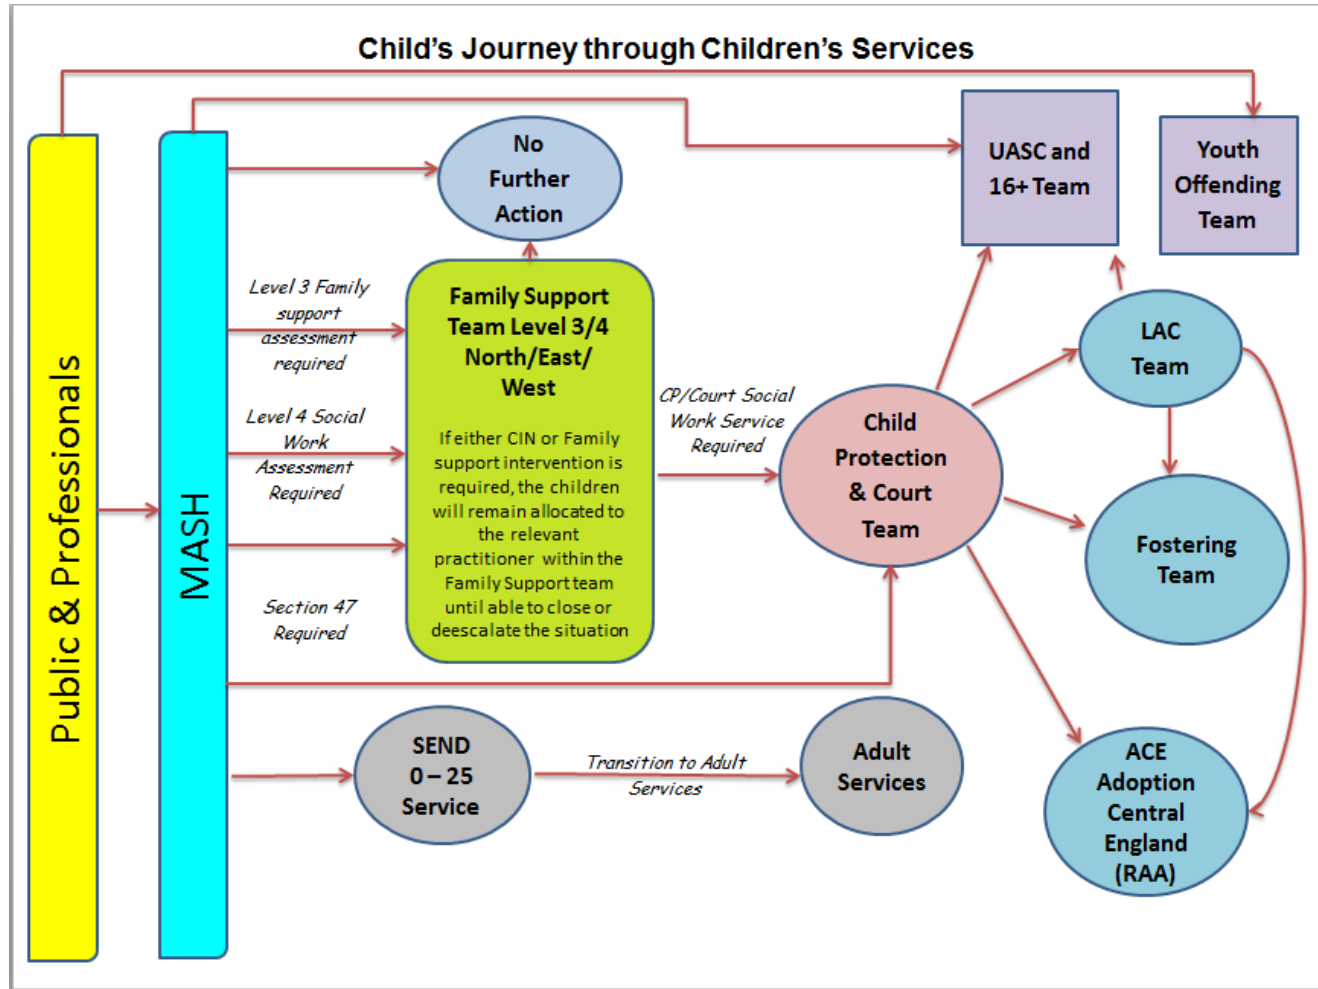 Child's Journey through Children's Services
Public & Professionals
MASH
No
Further
Action
UASC and
16+ Team
Youth
Offending
Team
Level 3 Family
support
assessment
required
Level 4 Social
Work
Assessment
Required
Section 47
Required
Family Support
Team Level 3/4
North/East/
West
If either CIN or Family
support intervention is
required, the children
will remain allocated to
the relevant
practitioner within the
Family Support team
until able to close or
deescalate the situation
CP/Court Social
Work Service
Required
Child
Protection
& Court
Team
LAC
Team
Fostering
Team
SEND
0 – 25
Service
Transition to Adult
Services
Adult
Services
ACE
Adoption
Central
England
(RAA)